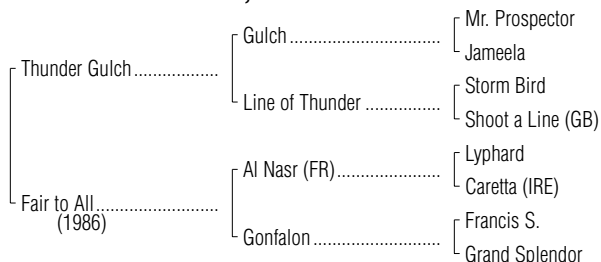 Mr. Prospector
Gulch
Jameela
Thunder Gulch
Storm Bird
Line of Thunder
Shoot a Line (GB)
Lyphard
Al Nasr (FR)
Caretta (IRE)
Fair to All
(1986)
Francis S.
Gonfalon
Grand Splendor